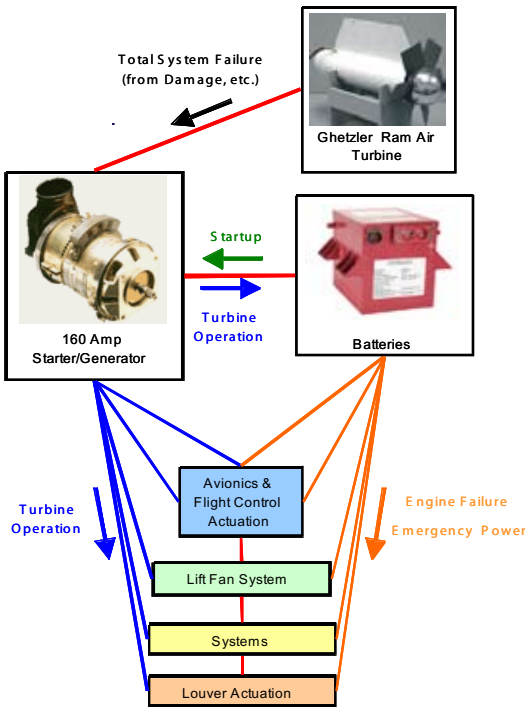 Total System Failure
(from Damage, etc.)
Ghetzler Ram Air
Turbine
Startup
Turbine
Operation
160 Amp
Starter/Generator
Batteries
Avionics &
Flight Control
Actuation
Turbine
Operation
Engine Failure
Emergency Power
Lift Fan System
Systems
Louver Actuation